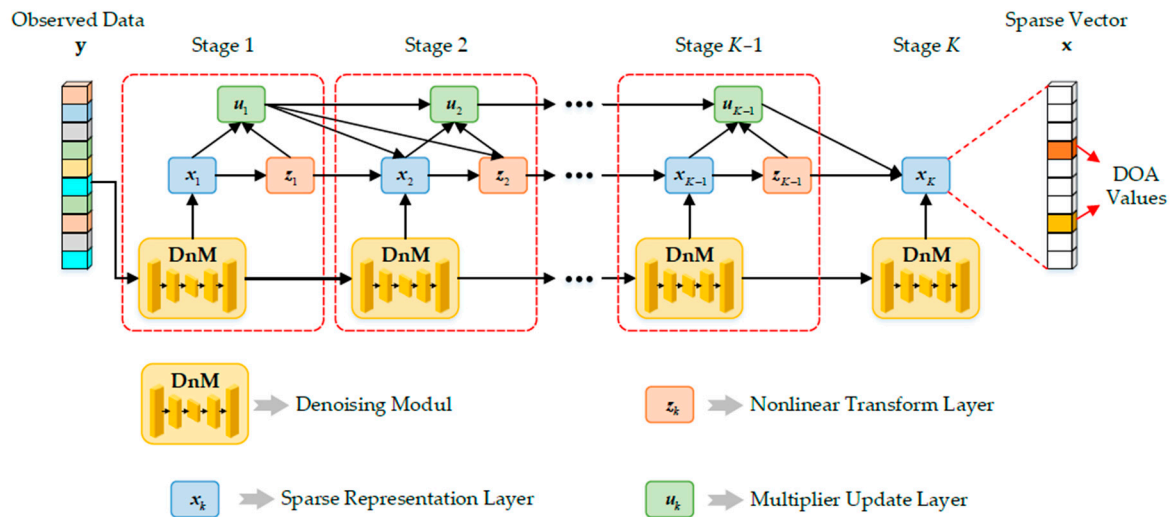 Observed Data
y
Stage 1
Stage 2
Stage K−1
Stage K
Sparse Vector
x
u1
u2
•••
uK−1
x1
z1
x2
z2
•••
xK−1
zK−1
xK
DOA
Values
DnM
DnM
•••
DnM
DnM
DnM
Denoising Modul
zk
Nonlinear Transform Layer
xk
Sparse Representation Layer
uk
Multiplier Update Layer